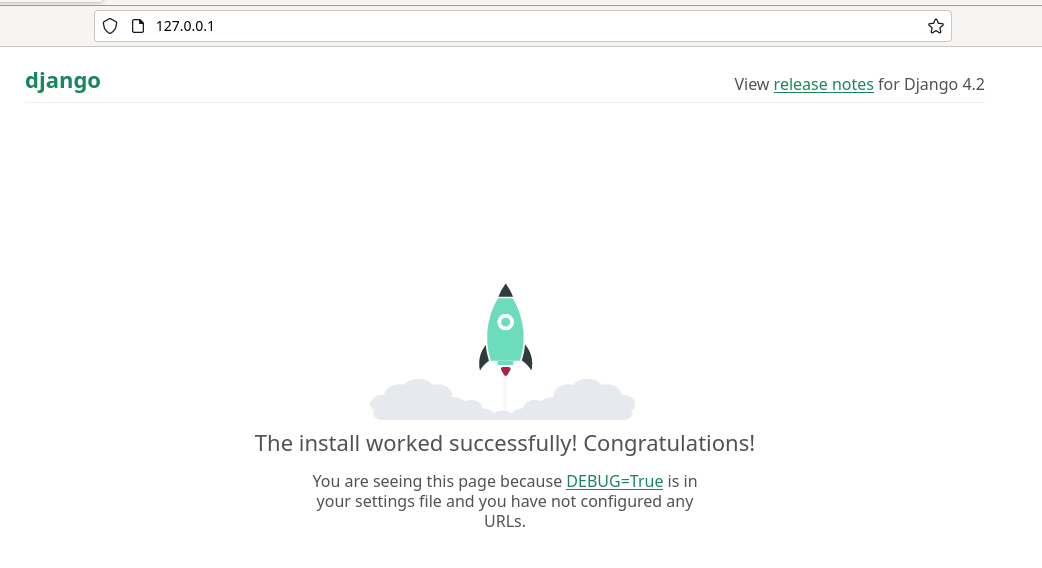 127.0.0.1
django
View release notes for Django 4.2
The install worked successfully! Congratulations!
You are seeing this page because DEBUG=True is in
your settings file and you have not configured any
URLs.